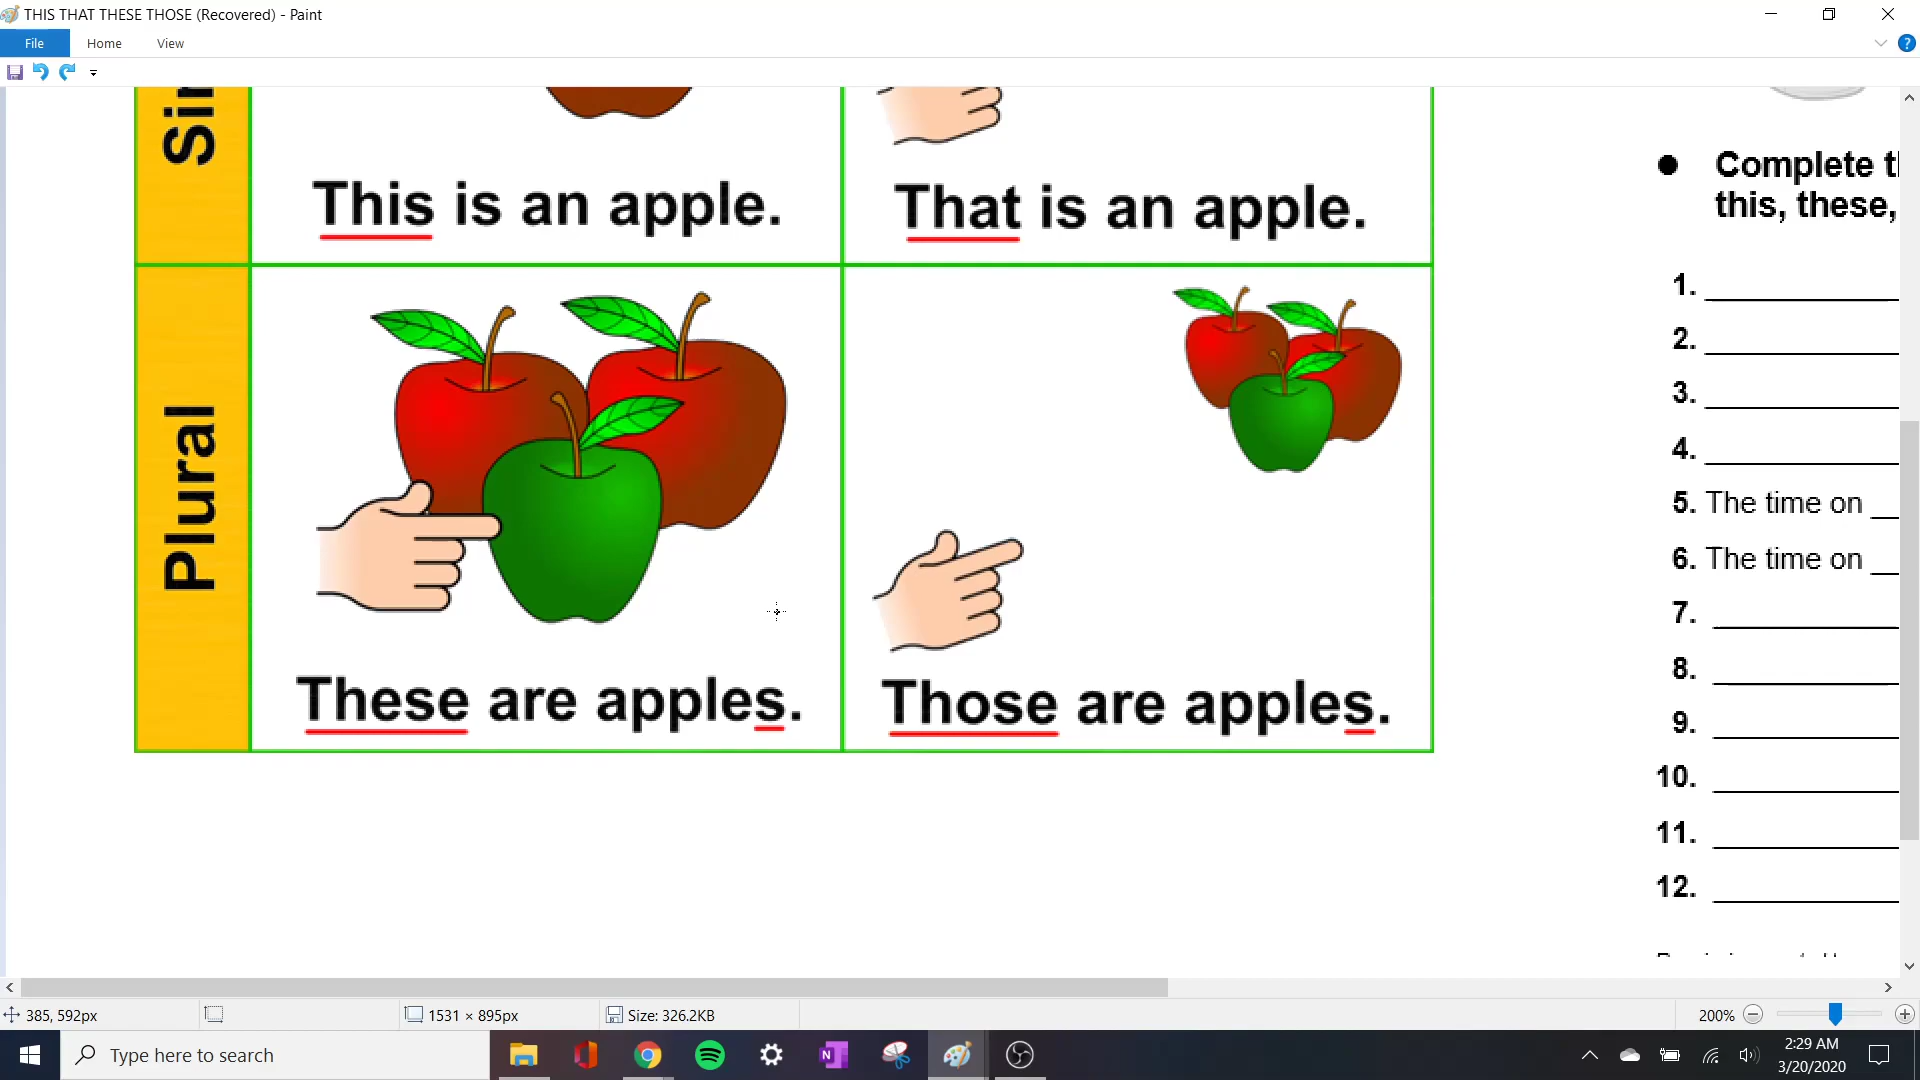 THIS THAT THESE THOSE (Recovered) - Paint
File Home View
This is an apple.
That is an apple.
Plural
These are apples.
Those are apples.
● Complete
this, these,
1.
2.
3.
4.
5. The time on
6. The time on
7.
8.
9.
10.
11.
12.
385, 592px
1531 × 895px
Size: 326.2KB
200%
Type here to search
2:29 AM
3/20/2020